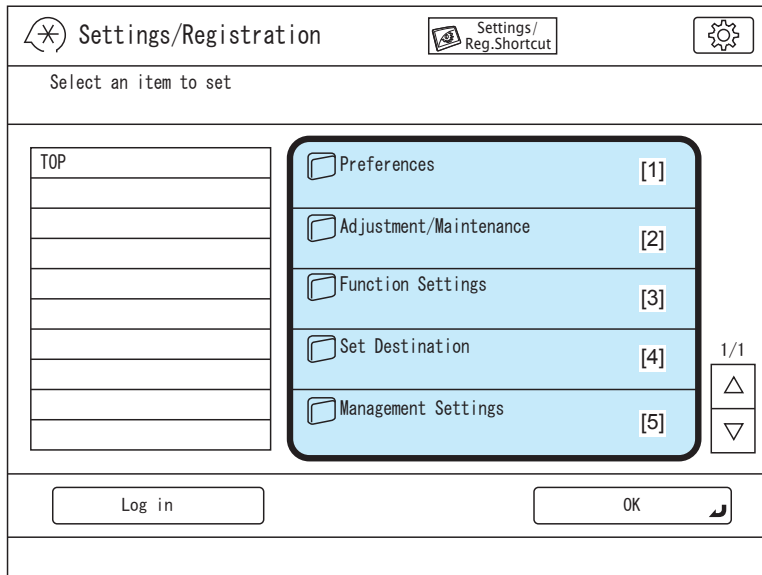 Settings/Registration
Settings/
Reg.Shortcut
Select an item to set
TOP
Preferences [1]
Adjustment/Maintenance [2]
Function Settings [3]
Set Destination [4]
Management Settings [5]
1/1
Log in
OK